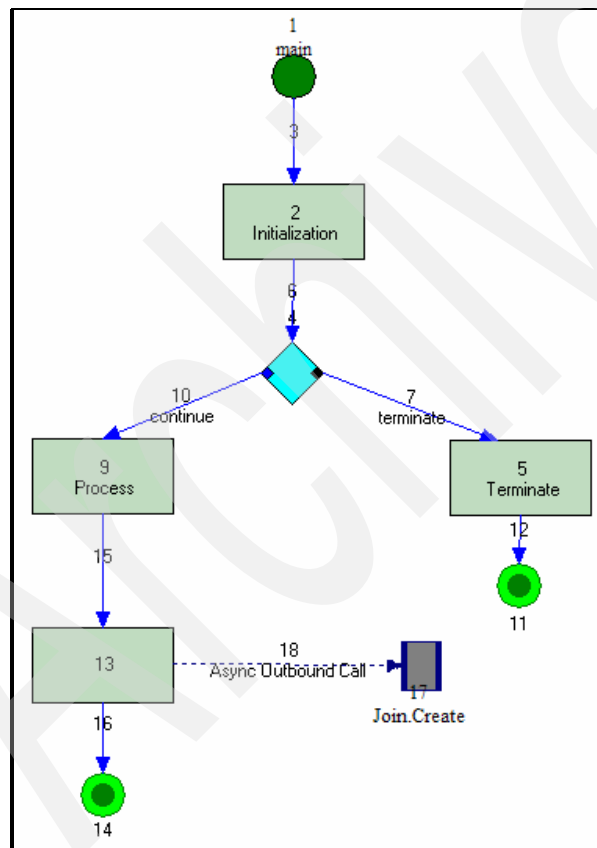 1
main
3
2
Initialization
6
4
10
continue
7
terminate
9
Process
5
Terminate
15
12
11
13
18
Async Outbound Call
17
Join.Create
16
14
Archive